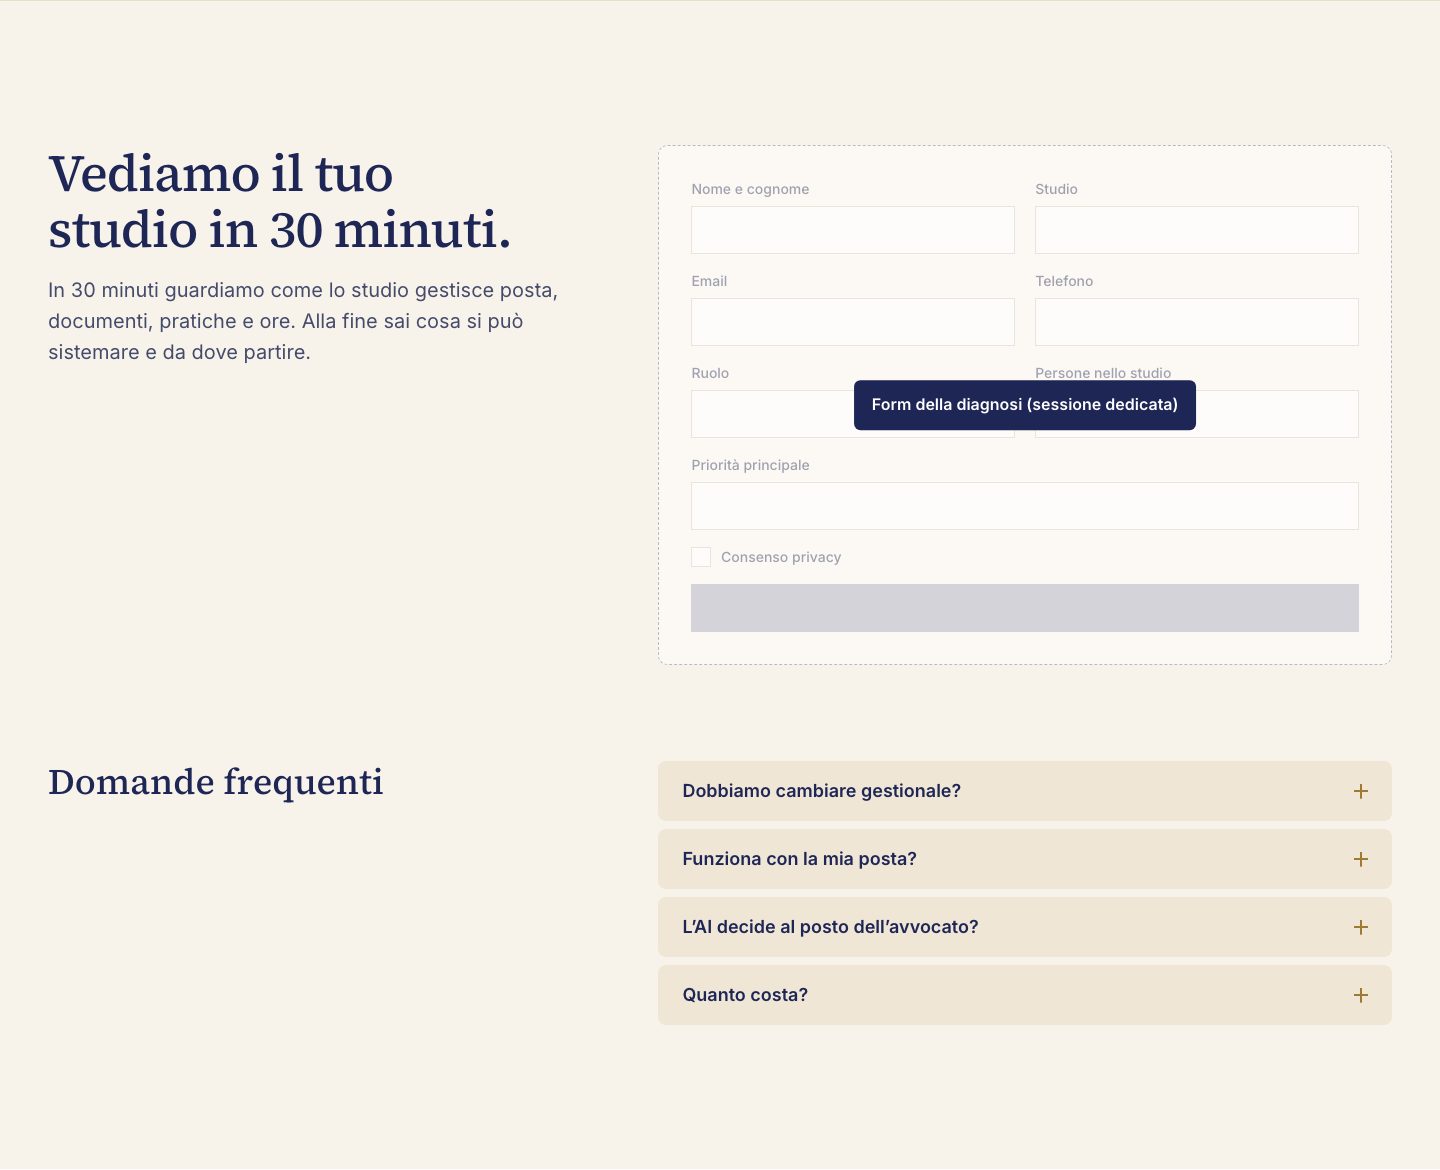 Vediamo il tuo
studio in 30 minuti.
In 30 minuti guardiamo come lo studio gestisce posta,
documenti, pratiche e ore. Alla fine sai cosa si può
sistemare e da dove partire.
Nome e cognome
Studio
Email
Telefono
Ruolo
Persone nello studio
Form della diagnosi (sessione dedicata)
Priorità principale
Consenso privacy
Domande frequenti
Dobbiamo cambiare gestionale?
Funziona con la mia posta?
L’AI decide al posto dell’avvocato?
Quanto costa?